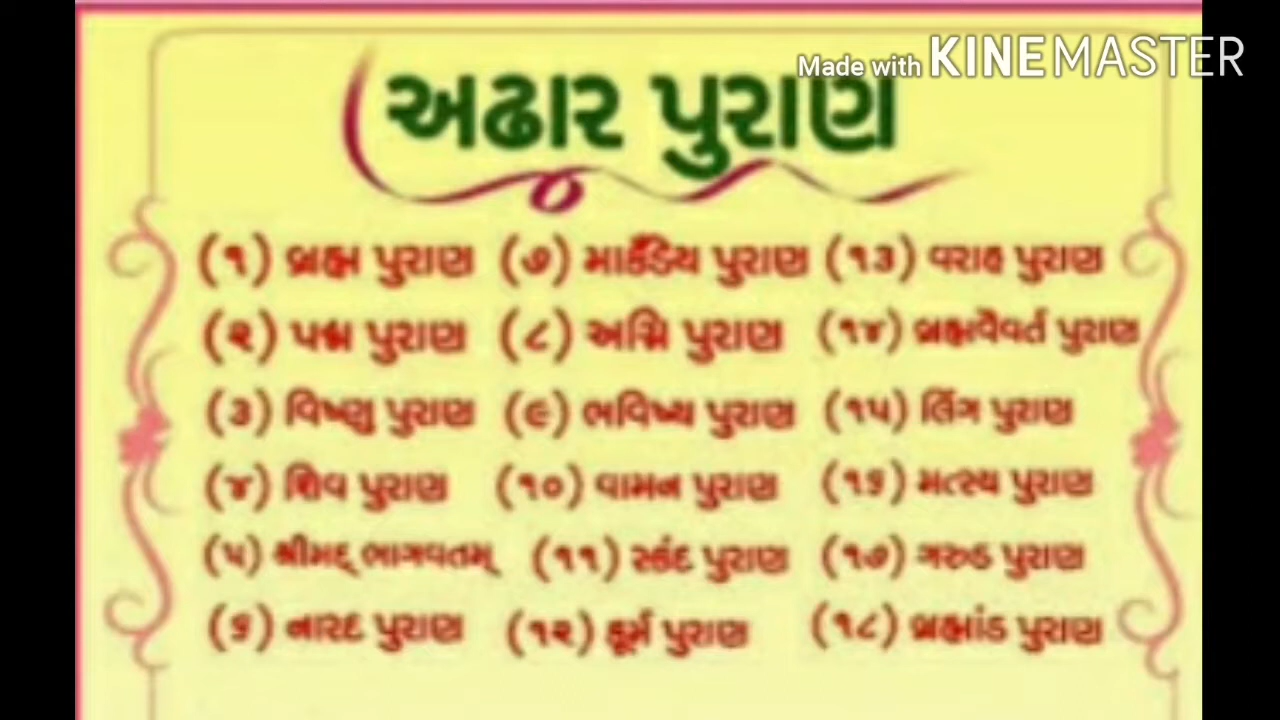 Made with KINEMASTER
અઢાર પુરાણ
(૧) બ્રહ્મ પુરાણ (૭) માર્કંડેય પુરાણ (૧૩) વરાહ પુરાણ
(૨) પદ્મ પુરાણ (૮) અગ્નિ પુરાણ (૧૪) બ્રહ્મવૈવર્ત પુરાણ
(૩) વિષ્ણુ પુરાણ (૯) ભવિષ્ય પુરાણ (૧૫) લિંગ પુરાણ
(૪) શિવ પુરાણ (૧૦) વામન પુરાણ (૧૬) મત્સ્ય પુરાણ
(૫) શ્રીમદ્ ભાગવતમ્ (૧૧) સ્કંદ પુરાણ (૧૭) ગરુડ પુરાણ
(૬) નારદ પુરાણ (૧૨) કૂર્મ પુરાણ (૧૮) બ્રહ્માંડ પુરાણ